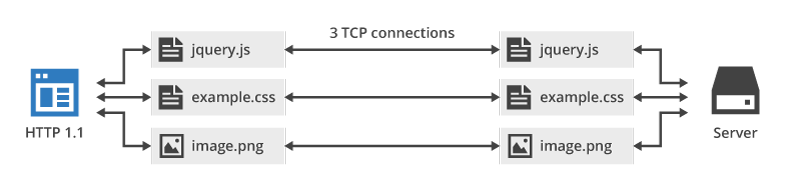 3 TCP connections
jquery.js
jquery.js
example.css
example.css
HTTP 1.1
Server
image.png
image.png